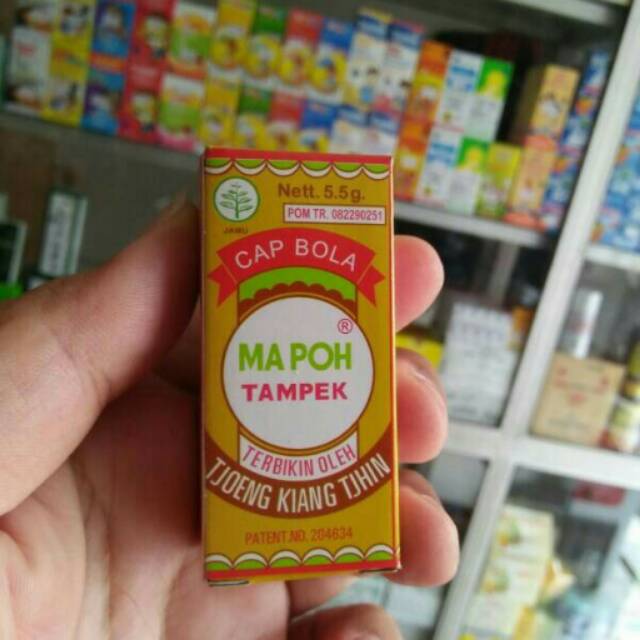 Nett. 5.5g.
POM TR. 082290251
JAMU
CAP BOLA
®
MA POH
TAMPEK
TERBIKIN OLEH
TJOENG KIANG TJHIN
PATENT.NO. 204634